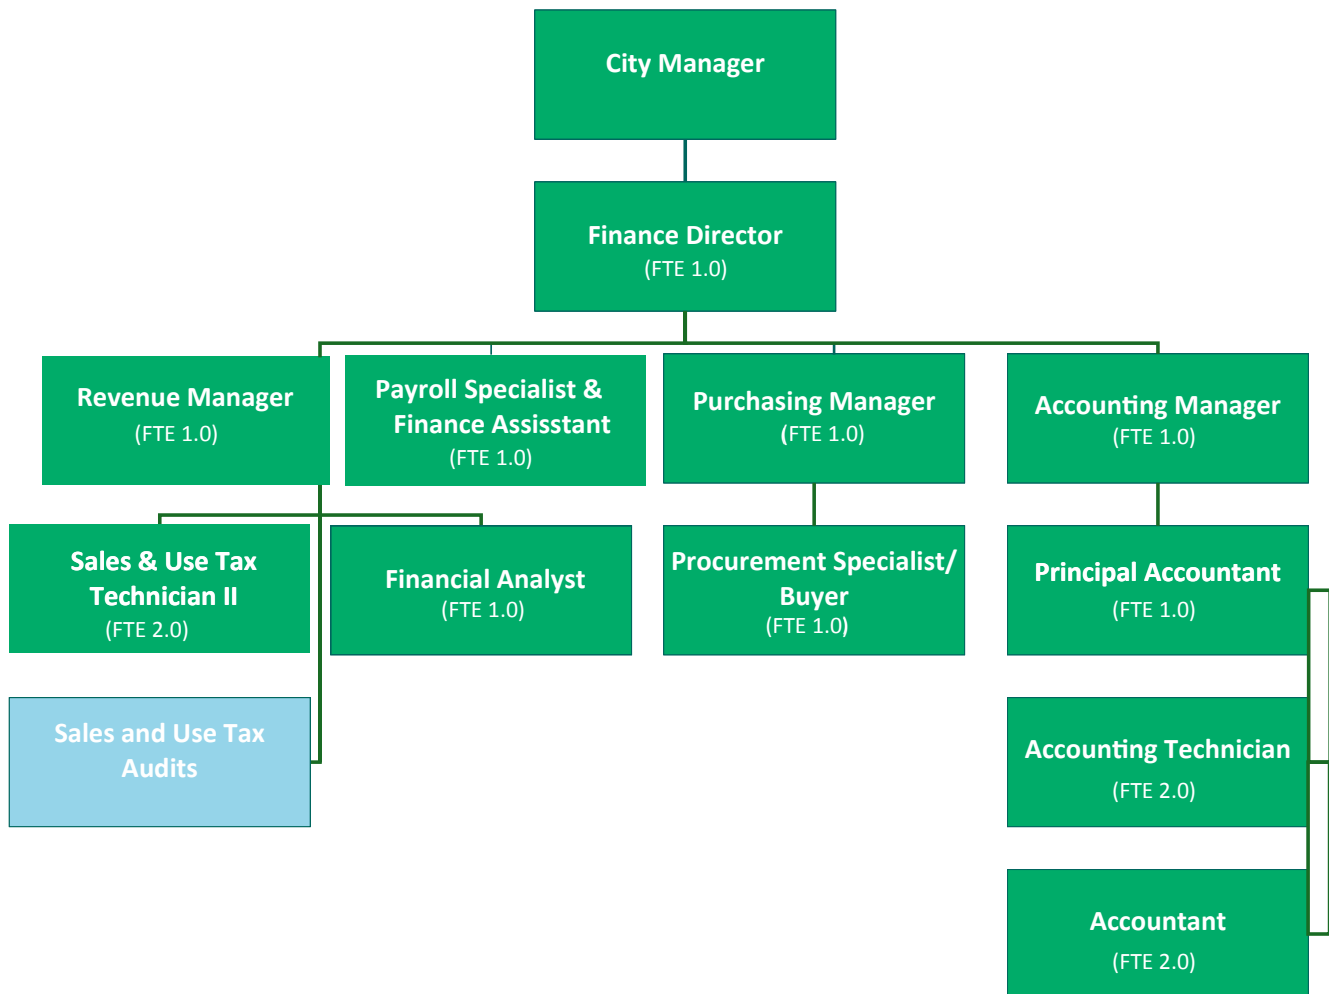 City Manager
Finance Director
(FTE 1.0)
Revenue Manager
(FTE 1.0)
Payroll Specialist &
Finance Assisstant
(FTE 1.0)
Purchasing Manager
(FTE 1.0)
Accounting Manager
(FTE 1.0)
Sales & Use Tax
Technician II
(FTE 2.0)
Financial Analyst
(FTE 1.0)
Procurement Specialist/
Buyer
(FTE 1.0)
Principal Accountant
(FTE 1.0)
Sales and Use Tax
Audits
Accounting Technician
(FTE 2.0)
Accountant
(FTE 2.0)